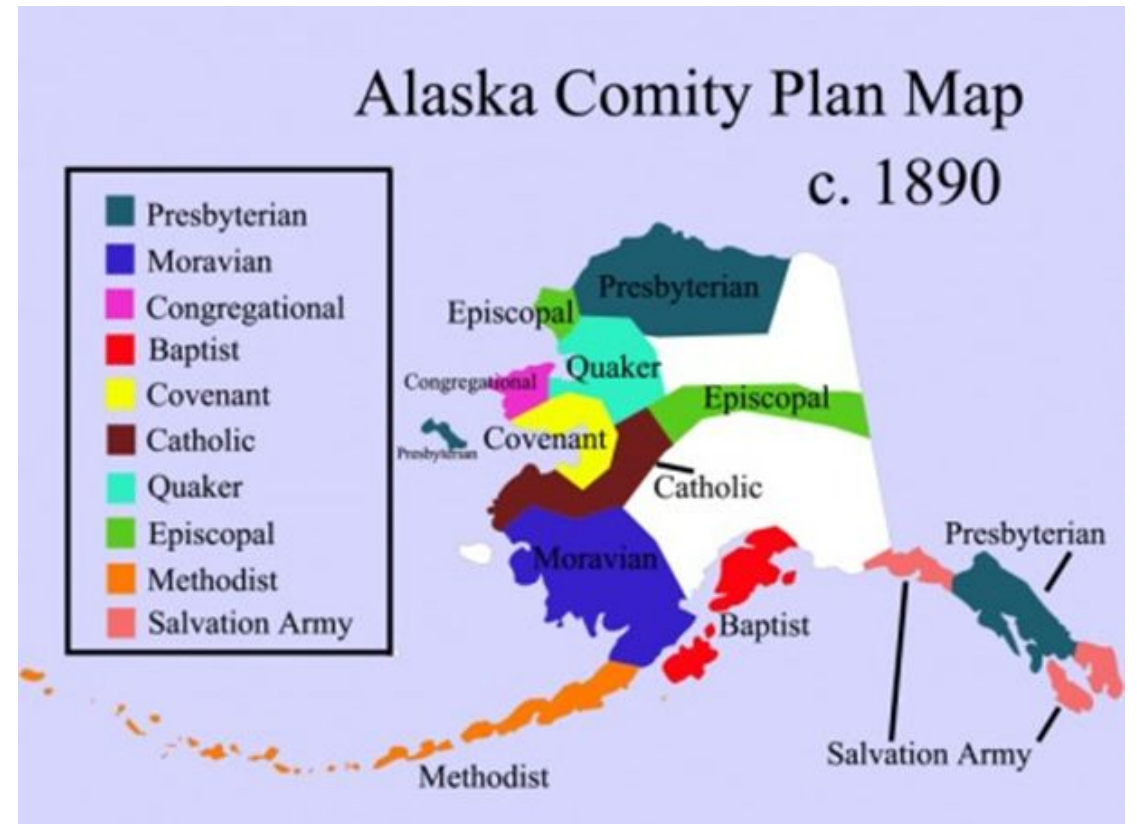 Alaska Comity Plan Map
c. 1890
Presbyterian
Moravian
Congregational
Baptist
Covenant
Catholic
Quaker
Episcopal
Methodist
Salvation Army
Presbyterian
Episcopal
Quaker
Congregational
Episcopal
Covenant
Presbyterian
Catholic
Presbyterian
Moravian
Baptist
Salvation Army
Methodist